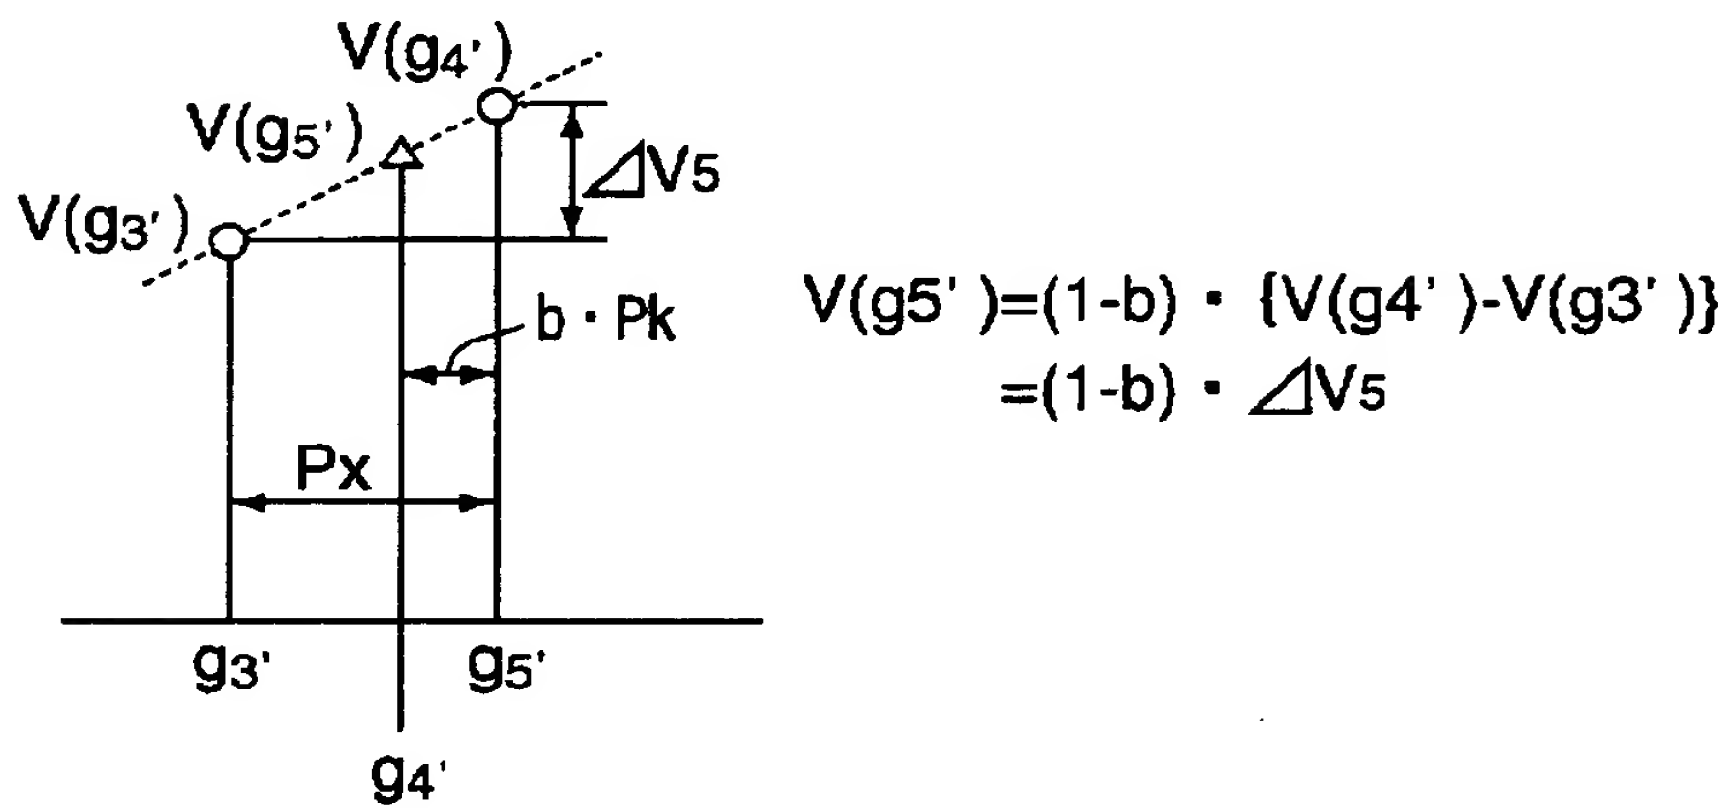 V(g4')
V(g5')
⊿V5
V(g3')
b・Pk
V(g5')=(1-b)・{V(g4')-V(g3')}
=(1-b)・⊿V5
Px
g3'
g5'
g4'